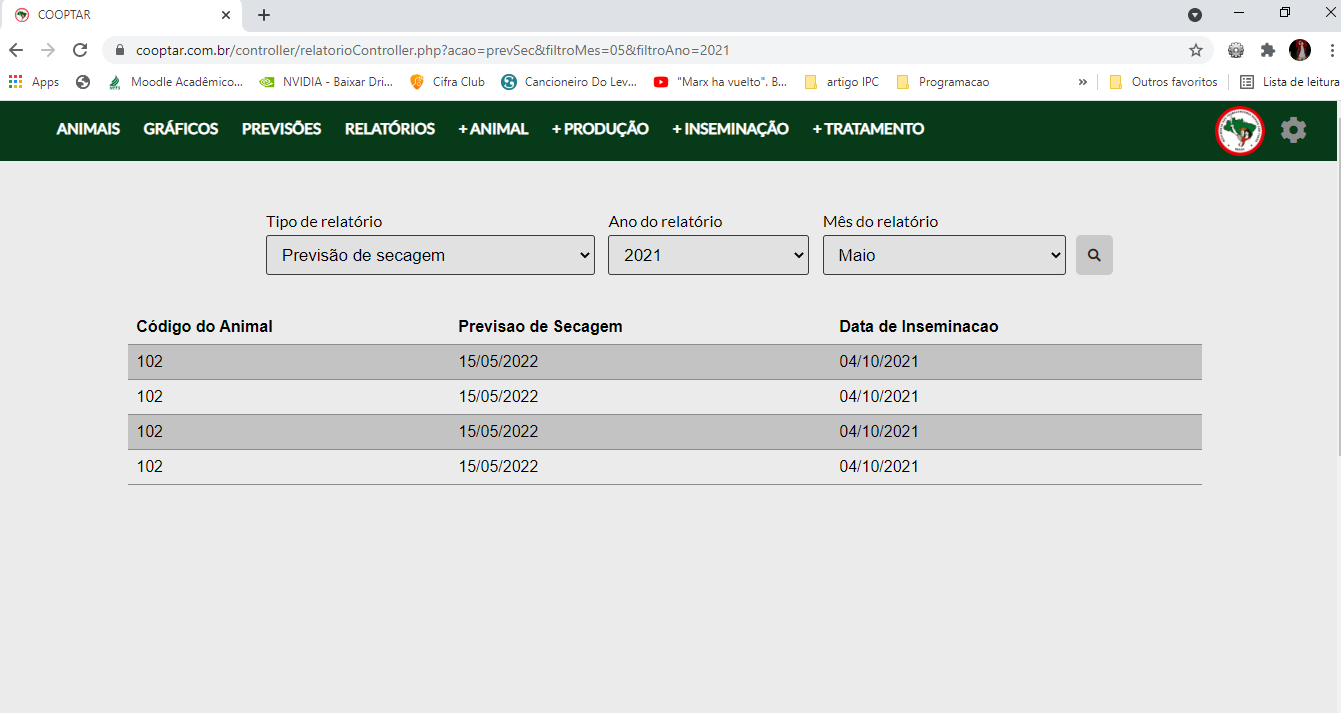 COOPTAR
cooptar.com.br/controller/relatorioController.php?acao=prevSec&filtroMes=05&filtroAno=2021
Apps Moodle Acadêmico... NVIDIA - Baixar Dri... Cifra Club Cancioneiro Do Lev... "Marx ha vuelto". B... artigo IPC Programacao » Outros favoritos Lista de leitura
ANIMAIS GRÁFICOS PREVISÕES RELATÓRIOS + ANIMAL + PRODUÇÃO + INSEMINAÇÃO + TRATAMENTO
Tipo de relatório Ano do relatório Mês do relatório
Previsão de secagem 2021 Maio
Código do Animal Previsao de Secagem Data de Inseminacao
102 15/05/2022 04/10/2021
102 15/05/2022 04/10/2021
102 15/05/2022 04/10/2021
102 15/05/2022 04/10/2021